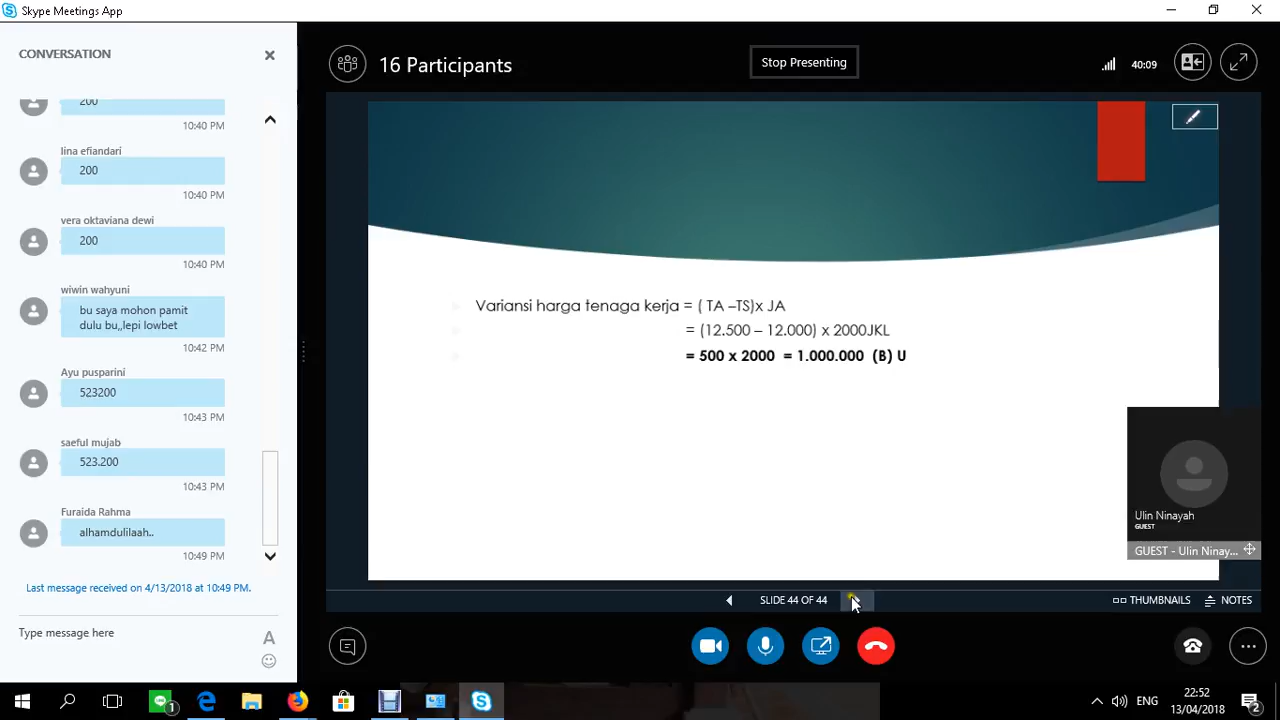 Skype Meetings App
CONVERSATION
200
10:40 PM
lina efiandari
200
10:40 PM
vera oktaviana dewi
200
10:40 PM
wiwin wahyuni
bu saya mohon pamit
dulu bu,,lepi lowbet
10:42 PM
Ayu pusparini
523200
10:43 PM
saeful mujab
523.200
10:43 PM
Furaida Rahma
alhamdulilaah..
10:49 PM
Last message received on 4/13/2018 at 10:49 PM.
Type message here
A
16 Participants
Stop Presenting
40:09
Variansi harga tenaga kerja = ( TA –TS)x JA
= (12.500 – 12.000) x 2000JKL
= 500 x 2000 = 1.000.000 (B) U
Ulin Ninayah
GUEST
GUEST - Ulin Ninay...
SLIDE 44 OF 44
THUMBNAILS
NOTES
1
ENG
22:52
13/04/2018
2